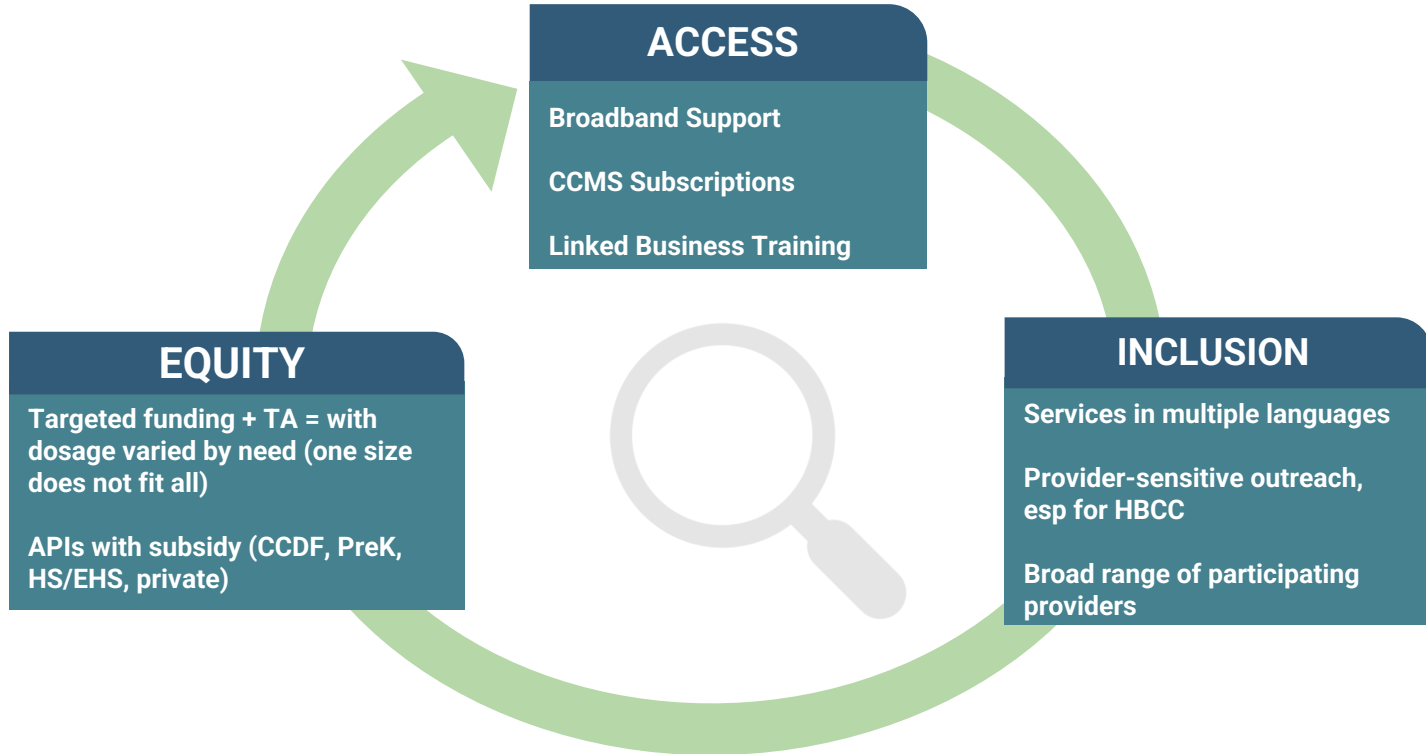 ACCESS
Broadband Support
CCMS Subscriptions
Linked Business Training
INCLUSION
Services in multiple languages
Provider-sensitive outreach,
esp for HBCC
Broad range of participating
providers
EQUITY
Targeted funding + TA = with
dosage varied by need (one size
does not fit all)
APIs with subsidy (CCDF, PreK,
HS/EHS, private)